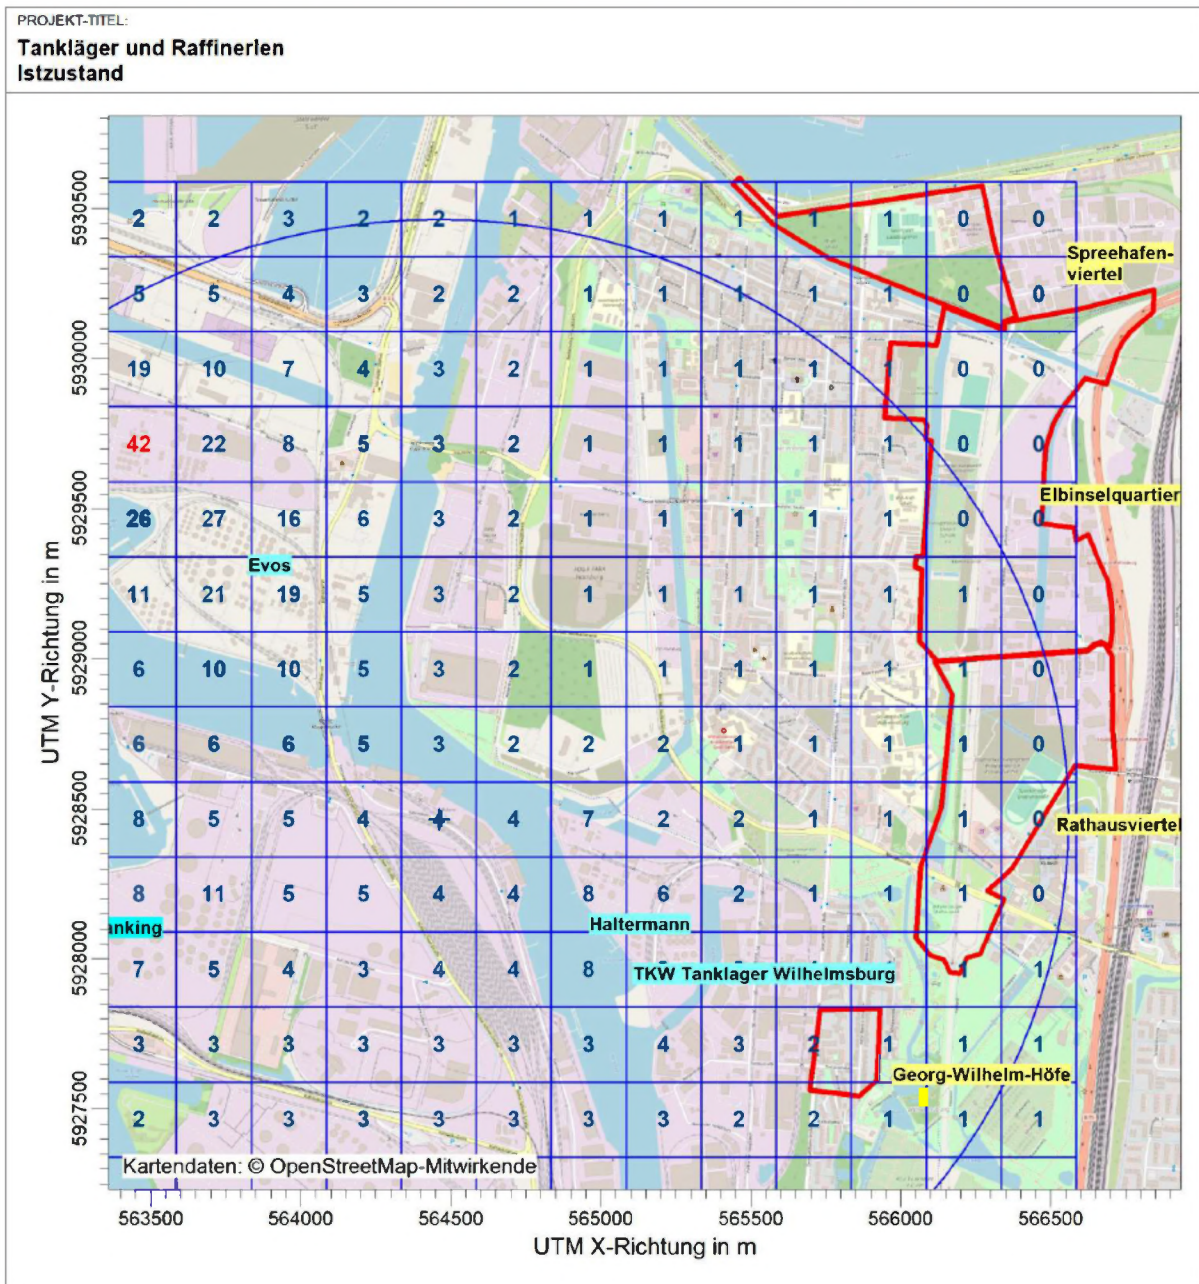 PROJEKT-TITEL:
Tankläger und Raffinerien
Istzustand
UTM Y-Richtung in m
5930500
5930000
5929500
5929000
5928500
5928000
5927500
2 2 3 2 2 1 1 1 1 1 1 0 0
Spreehafen-
viertel
5 5 4 3 2 2 1 1 1 1 1 0 0
19 10 7 4 3 2 1 1 1 1 1 0 0
42 22 8 5 3 2 1 1 1 1 1 0 0
Elbinselquartier
26 27 16 6 3 2 1 1 1 1 1 0 0
Evos
11 21 19 5 3 2 1 1 1 1 1 1 0
6 10 10 5 3 2 1 1 1 1 1 1 0
6 6 6 5 3 2 2 2 1 1 1 1 0
8 5 5 4 4 7 2 2 1 1 1 0
Rathausviertel
8 11 5 5 4 4 8 6 2 1 1 1 0
anking
Haltermann
7 5 4 3 4 4 8 1 1
TKW Tanklager Wilhelmsburg
3 3 3 3 3 3 3 4 3 2 1 1 1
Georg-Wilhelm-Höfe
2 3 3 3 3 3 3 3 2 2 1 1 1
Kartendaten: © OpenStreetMap-Mitwirkende
563500 564000 564500 565000 565500 566000 566500
UTM X-Richtung in m